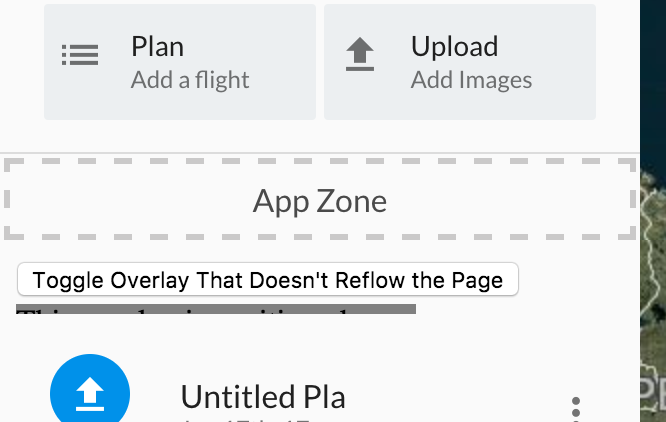 Plan
Add a flight
Upload
Add Images
App Zone
Toggle Overlay That Doesn't Reflow the Page
Untitled Pla